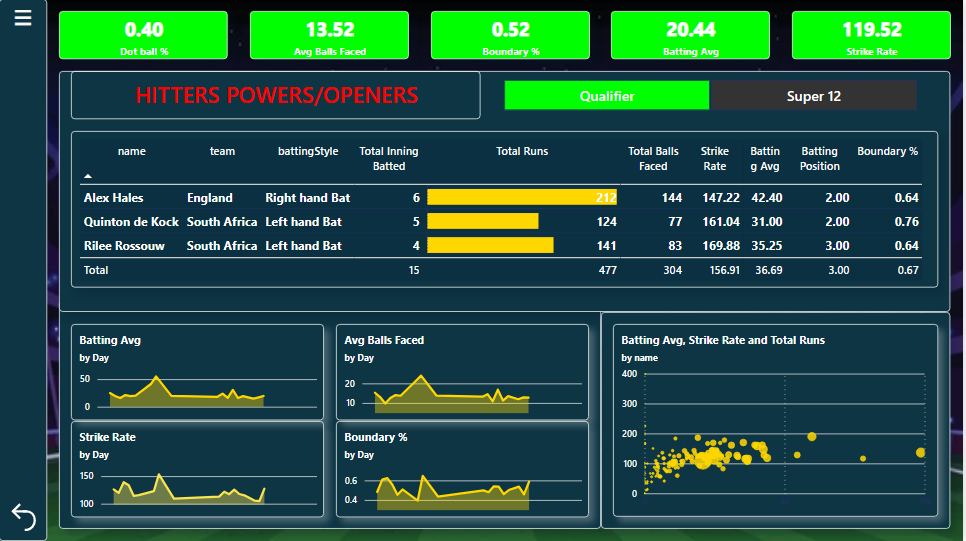 0.40
Dot ball %
13.52
Avg Balls Faced
0.52
Boundary %
20.44
Batting Avg
119.52
Strike Rate
HITTERS POWERS/OPENERS
Qualifier
Super 12
name team battingStyle Total Inning Batted Total Runs Total Balls Faced Strike Rate Battin g Avg Batting Position Boundary %
Alex Hales England Right hand Bat 6 212 144 147.22 42.40 2.00 0.64
Quinton de Kock South Africa Left hand Bat 5 124 77 161.04 31.00 2.00 0.76
Rilee Rossouw South Africa Left hand Bat 4 141 83 169.88 35.25 3.00 0.64
Total 15 477 304 156.91 36.69 3.00 0.67
Batting Avg
by Day
50
0
Avg Balls Faced
by Day
20
10
Strike Rate
by Day
150
100
Boundary %
by Day
0.6
0.4
Batting Avg, Strike Rate and Total Runs
by name
400
300
200
100
0